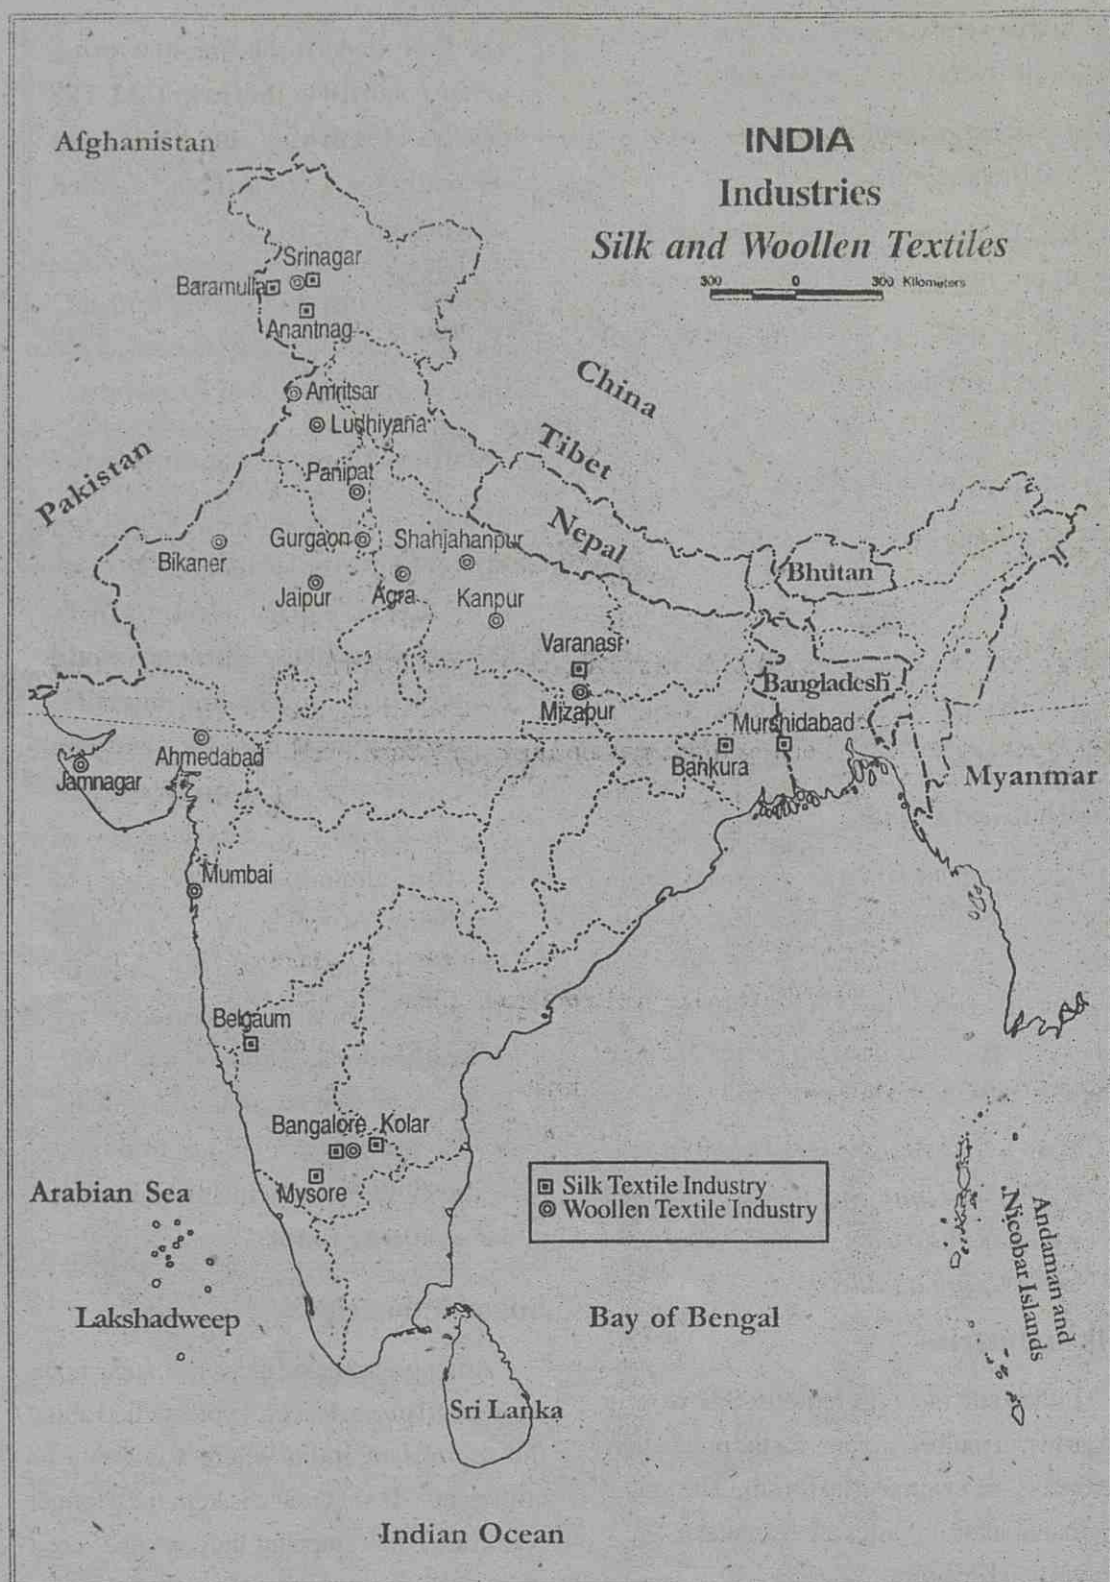 INDIA
Industries
Silk and Woollen Textiles
300 0 300 Kilometers
Afghanistan
Srinagar
Baramulla
Anantnag
Amritsar
Ludhiyana
China
Tibet
Pakistan
Panipat
Nepal
Gurgaon
Shahjahanpur
Bikaner
Bhutan
Jaipur
Agra
Kanpur
Varanasi
Bangladesh
Mizapur
Murshidabad
Ahmedabad
Bankura
Jamnagar
Myanmar
Mumbai
Belgaum
Bangalore
Kolar
Mysore
Silk Textile Industry
Woollen Textile Industry
Arabian Sea
Andaman and
Nicobar Islands
Lakshadweep
Bay of Bengal
Sri Lanka
Indian Ocean